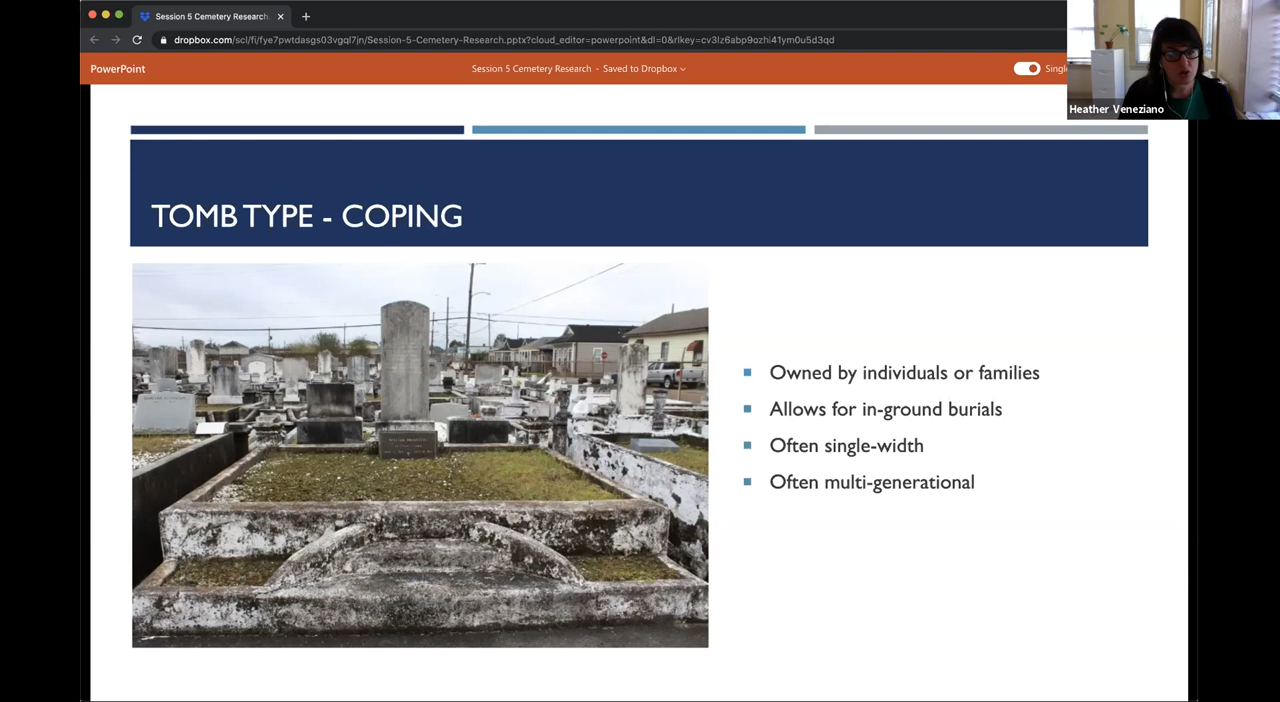 Session 5 Cemetery Research.
dropbox.com/scl/fi/fye7pwtdasgs03vgql7jn/Session-5-Cemetery-Research.pptx?cloud_editor=powerpoint&dl=0&rlkey=cv3lz6abp9ozhi41ym0u5d3qd
PowerPoint
Session 5 Cemetery Research - Saved to Dropbox
Singl
Heather Veneziano
TOMB TYPE - COPING
Owned by individuals or families
Allows for in-ground burials
Often single-width
Often multi-generational